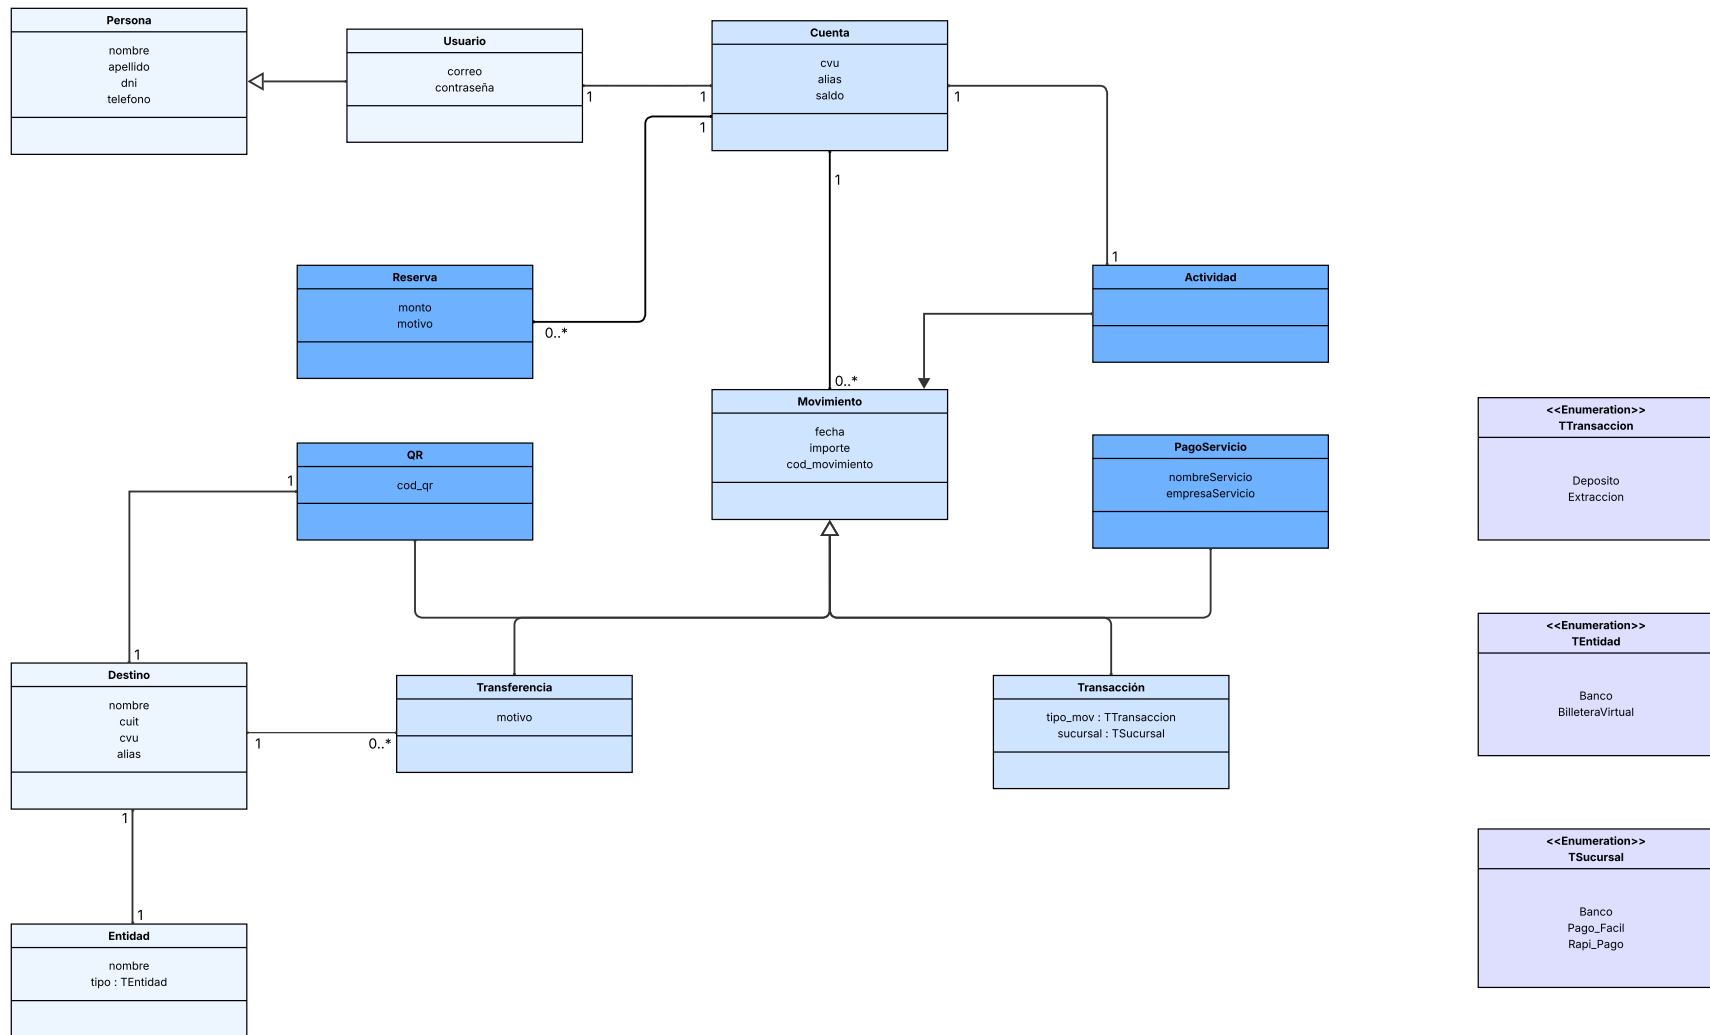 Persona
nombre
apellido
dni
telefono
Usuario
correo
contraseña
Cuenta
cvu
alias
saldo
1
1
1
1
1
1
Reserva
monto
motivo
0..*
Actividad
0..*
Movimiento
fecha
importe
cod_movimiento
<<Enumeration>>
TTransaccion
Deposito
Extraccion
QR
cod_qr
1
PagoServicio
nombreServicio
empresaServicio
<<Enumeration>>
TEntidad
Banco
BilleteraVirtual
1
Destino
nombre
cuit
cvu
alias
1
0..*
Transferencia
motivo
Transacción
tipo_mov : TTransaccion
sucursal : TSucursal
1
1
Entidad
nombre
tipo : TEntidad
<<Enumeration>>
TSucursal
Banco
Pago_Facil
Rapi_Pago